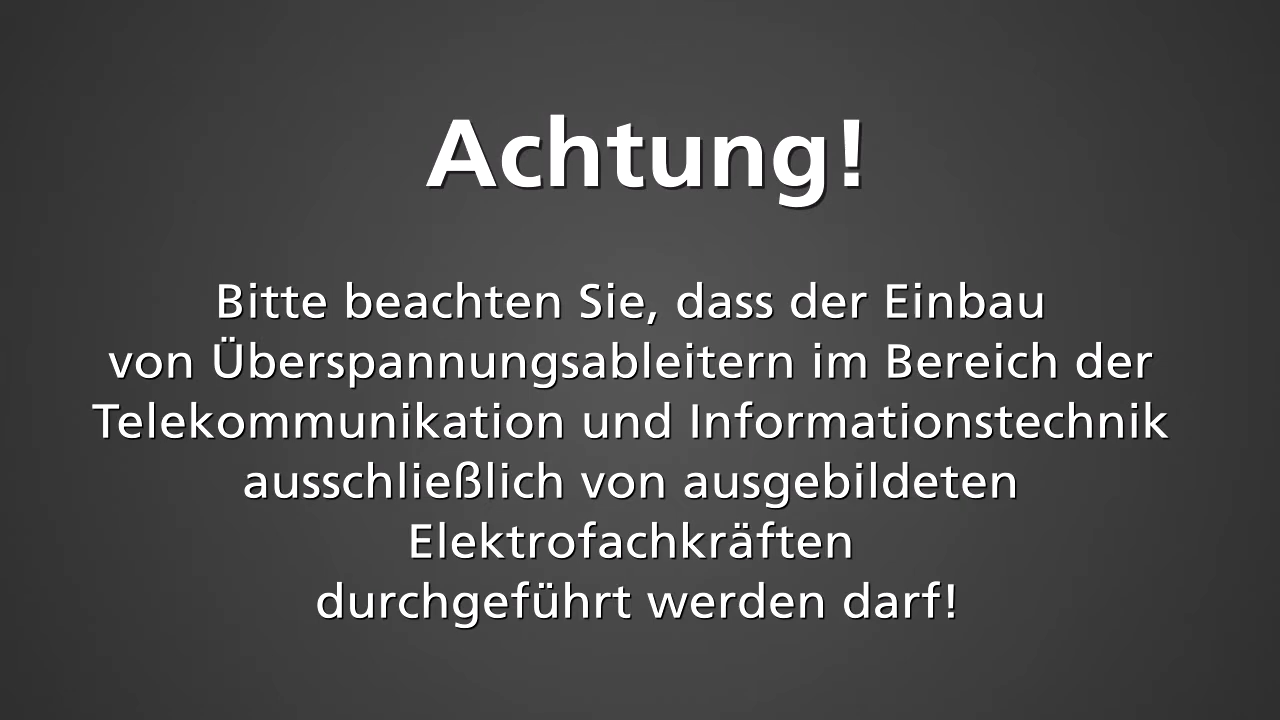 Achtung!
Bitte beachten Sie, dass der Einbau
von Überspannungsableitern im Bereich der
Telekommunikation und Informationstechnik
ausschließlich von ausgebildeten
Elektrofachkräften
durchgeführt werden darf!